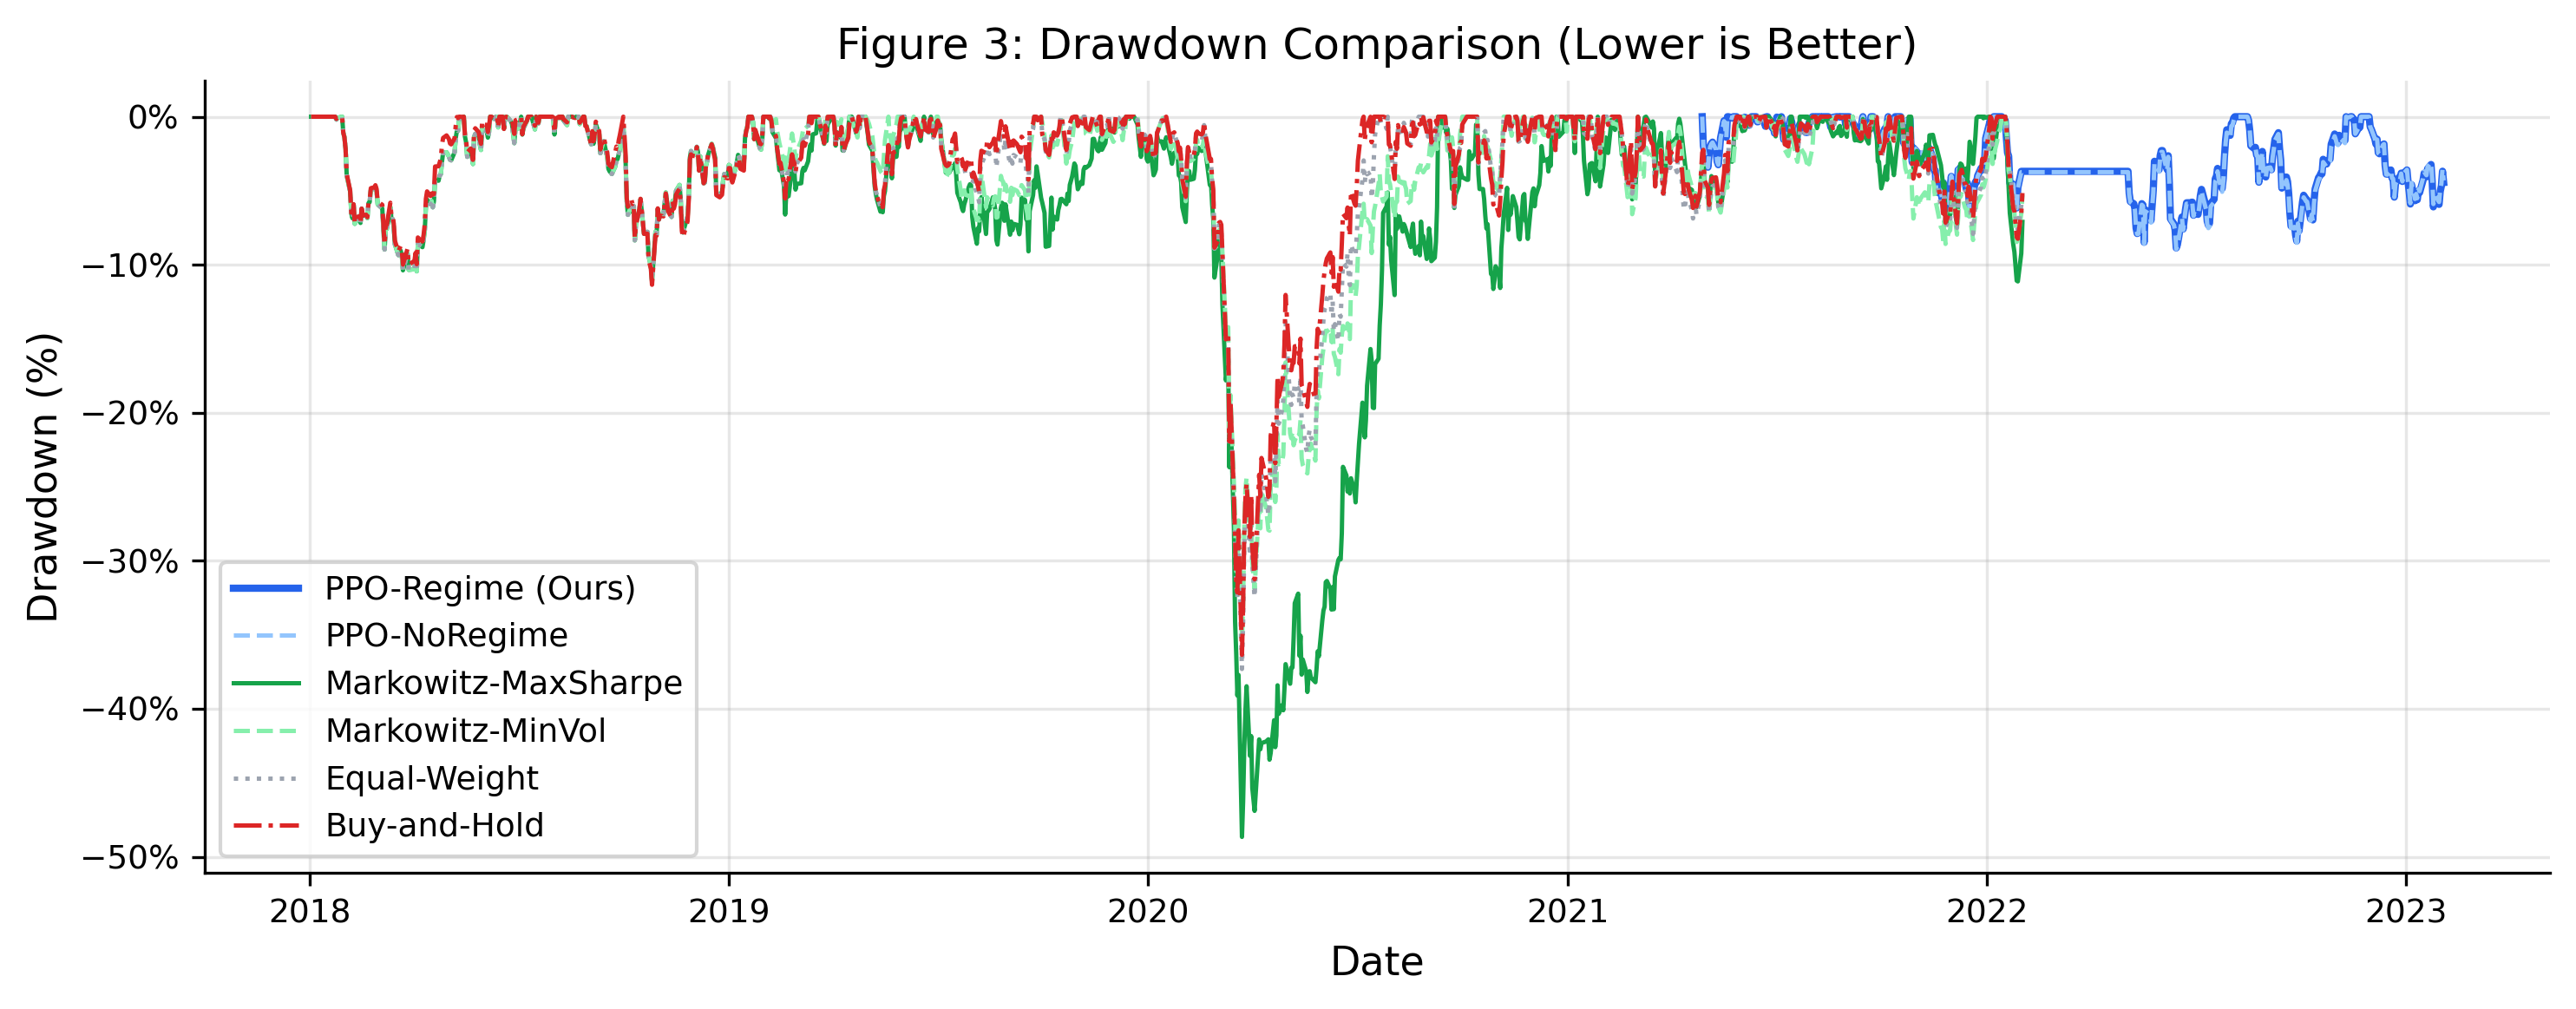 Figure 3: Drawdown Comparison (Lower is Better)
Drawdown (%)
0%
−10%
−20%
−30%
−40%
−50%
PPO-Regime (Ours)
PPO-NoRegime
Markowitz-MaxSharpe
Markowitz-MinVol
Equal-Weight
Buy-and-Hold
2018
2019
2020
2021
2022
2023
Date